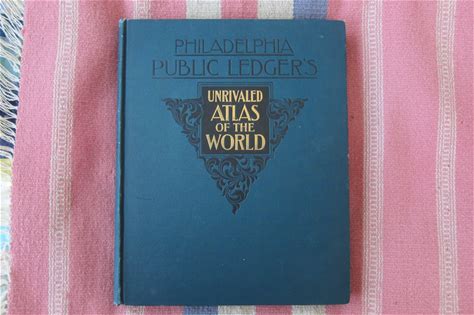 PHILADELPHIA
PUBLIC LEDGER'S
UNRIVALED
ATLAS
OF THE
WORLD